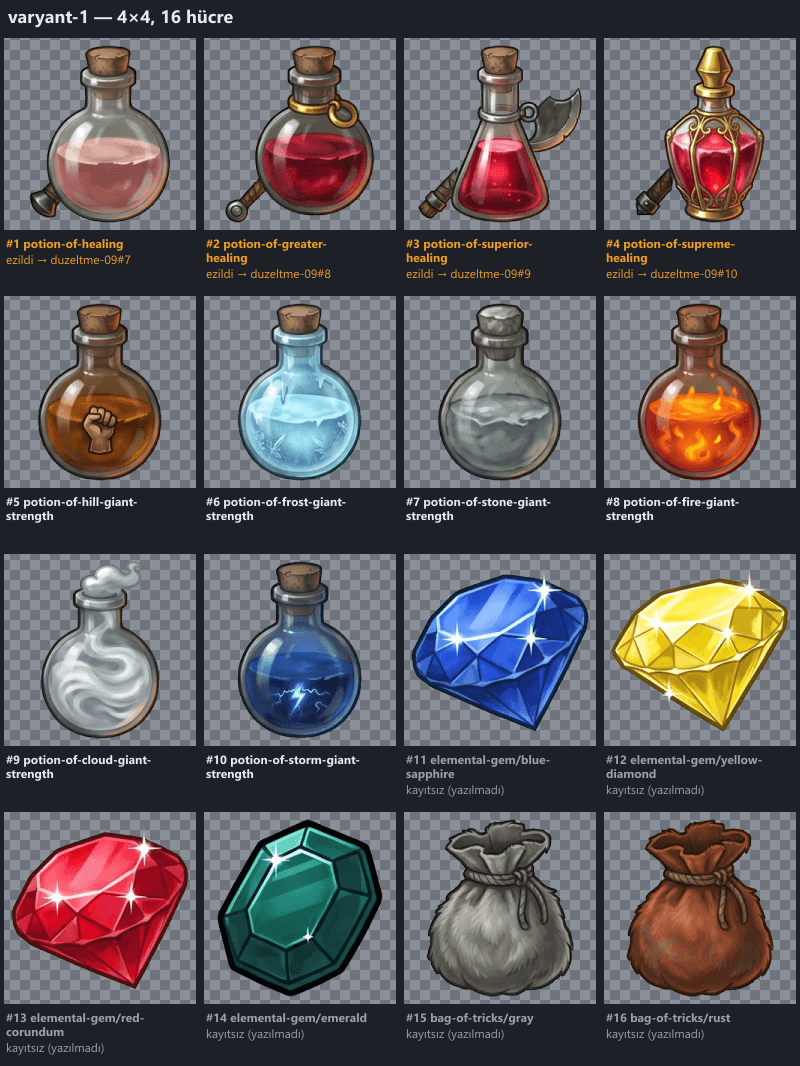 varyant-1 — 4×4, 16 hücre
#1 potion-of-healing
ezildi → duzeltme-09#7
#2 potion-of-greater-
healing
ezildi → duzeltme-09#8
#3 potion-of-superior-
healing
ezildi → duzeltme-09#9
#4 potion-of-supreme-
healing
ezildi → duzeltme-09#10
#5 potion-of-hill-giant-
strength
#6 potion-of-frost-giant-
strength
#7 potion-of-stone-giant-
strength
#8 potion-of-fire-giant-
strength
#9 potion-of-cloud-giant-
strength
#10 potion-of-storm-giant-
strength
#11 elemental-gem/blue-
sapphire
kayıtsız (yazılmadı)
#12 elemental-gem/yellow-
diamond
kayıtsız (yazılmadı)
#13 elemental-gem/red-
corundum
kayıtsız (yazılmadı)
#14 elemental-gem/emerald
kayıtsız (yazılmadı)
#15 bag-of-tricks/gray
kayıtsız (yazılmadı)
#16 bag-of-tricks/rust
kayıtsız (yazılmadı)